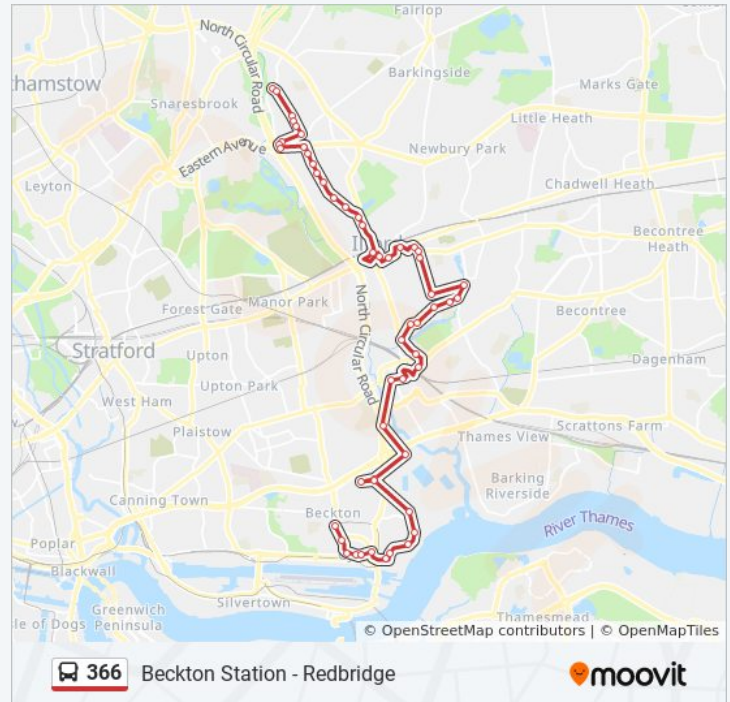 Fairlop
North Circular Road
thamstow
Barkingside
Marks Gate
Snaresbrook
Little Heath
Eastern Avenue
Newbury Park
Leyton
Chadwell Heath
Becontree
Heath
North Circular Road
Manor Park
Forest Gate
Becontree
Stratford
Upton
Dagenham
Upton Park
West Ham
Scrattons Farm
Plaistow
Thames View
Barking
Riverside
Canning Town
Beckton
River Thames
Poplar
Blackwall
Silvertown
Greenwich
Peninsula
sle of Dogs
Thamesmead
© OpenStreetMap contributors | © OpenMapTiles
366 Beckton Station - Redbridge
moovit